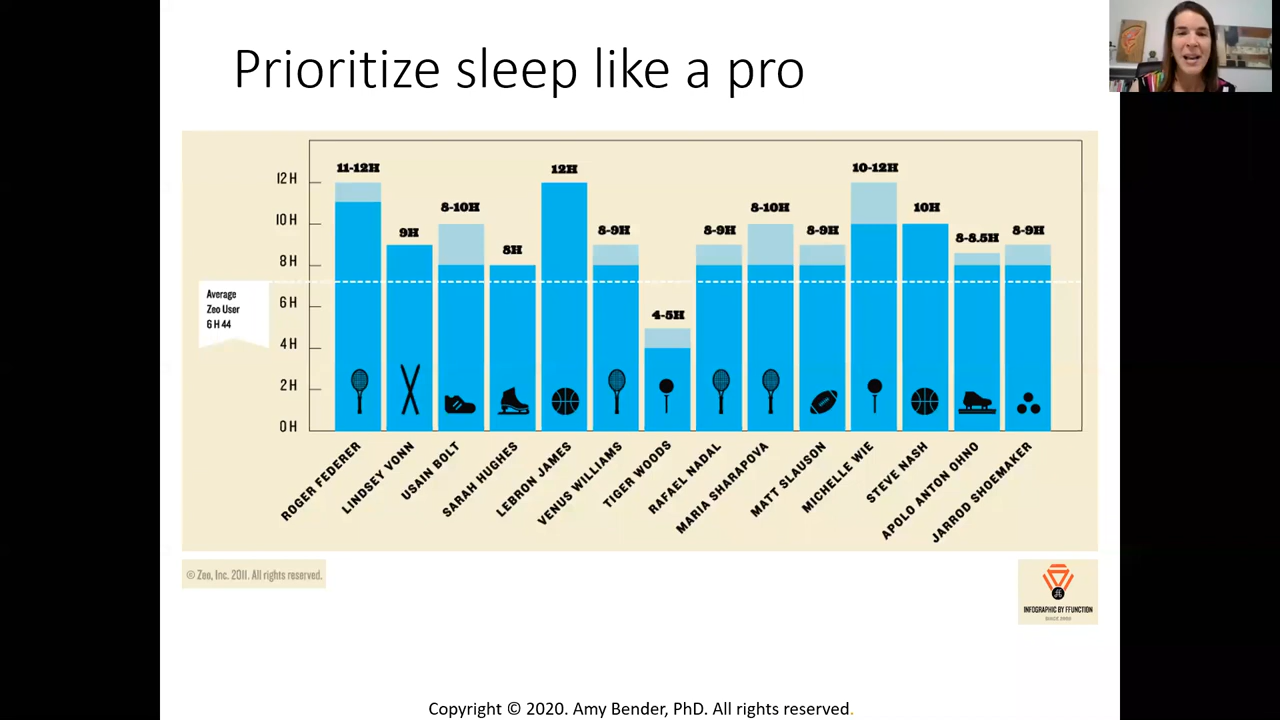 Prioritize sleep like a pro
12H
10H
8H
6H
4H
2H
0H
Average
Zeo User
6 H 44
11-12H
9H
8-10H
8H
12H
8-9H
4-5H
8-9H
8-10H
8-9H
10-12H
10H
8-8.5H
8-9H
ROGER FEDERER
LINDSEY VONN
USAIN BOLT
SARAH HUGHES
LEBRON JAMES
VENUS WILLIAMS
TIGER WOODS
RAFAEL NADAL
MARIA SHARAPOVA
MATT SLAUSON
MICHELLE WIE
STEVE NASH
APOLO ANTON OHNO
JARROD SHOEMAKER
© Zeo, Inc. 2011. All rights reserved.
INFOGRAPHIC BY FFUNCTION
Copyright © 2020. Amy Bender, PhD. All rights reserved.